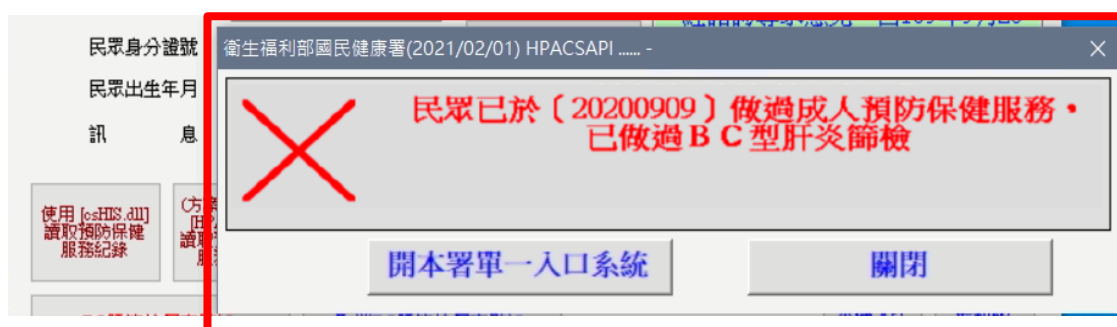 民眾身分證號
衛生福利部國民健康署(2021/02/01) HPACSAPI ...... -
民眾出生年月
訊 息
民眾已於〔20200909〕做過成人預防保健服務。
已做過BC型肝炎篩檢
使用 [csHIS.dll]
讀取預防保健
服務紀錄
開本署單一入口系統
關閉